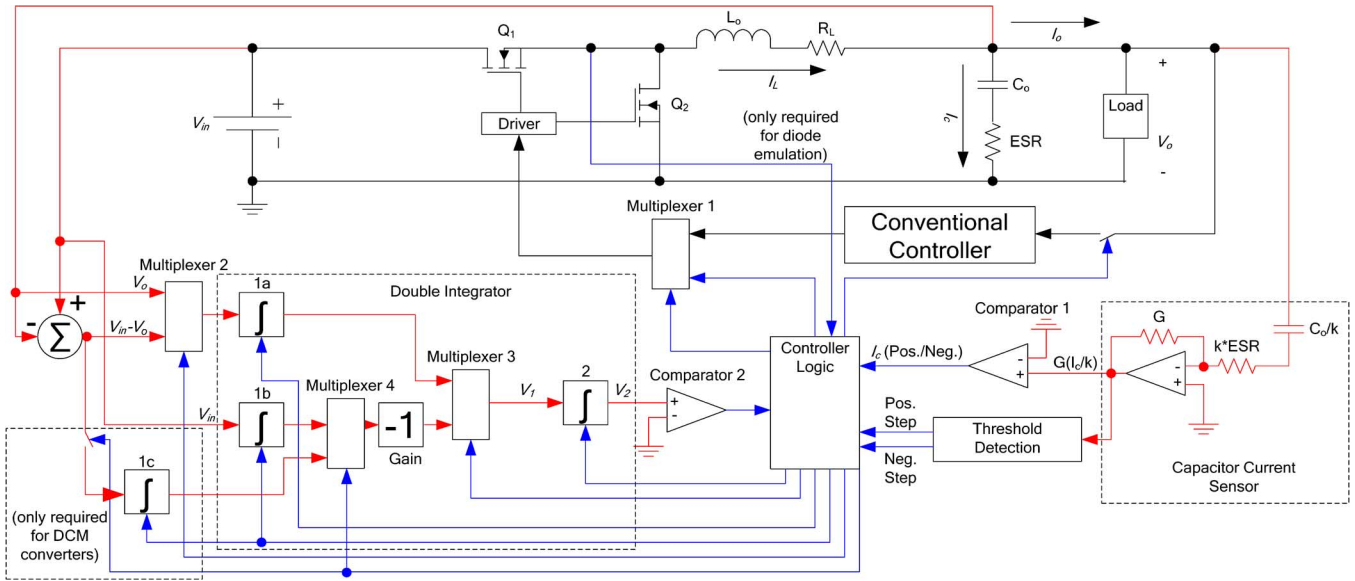 Q1
Lo
RL
Io
IL
Co
Ic
ESR
Load
+
Vo
-
Vin
+
-
Driver
Q2
(only required
for diode
emulation)
Multiplexer 1
Conventional
Controller
Multiplexer 2
Vo
+
-
Σ
Vin-Vo
1a
∫
Double Integrator
Multiplexer 3
Comparator 1
G
Co/k
k*ESR
Controller
Logic
Ic (Pos./Neg.)
-
+
G(Ic/k)
-
+
Multiplexer 4
V1
2
∫
V2
Comparator 2
+
-
Vin
1b
∫
-1
Gain
Pos.
Step
Neg.
Step
Threshold
Detection
Capacitor Current
Sensor
1c
∫
(only required
for DCM
converters)